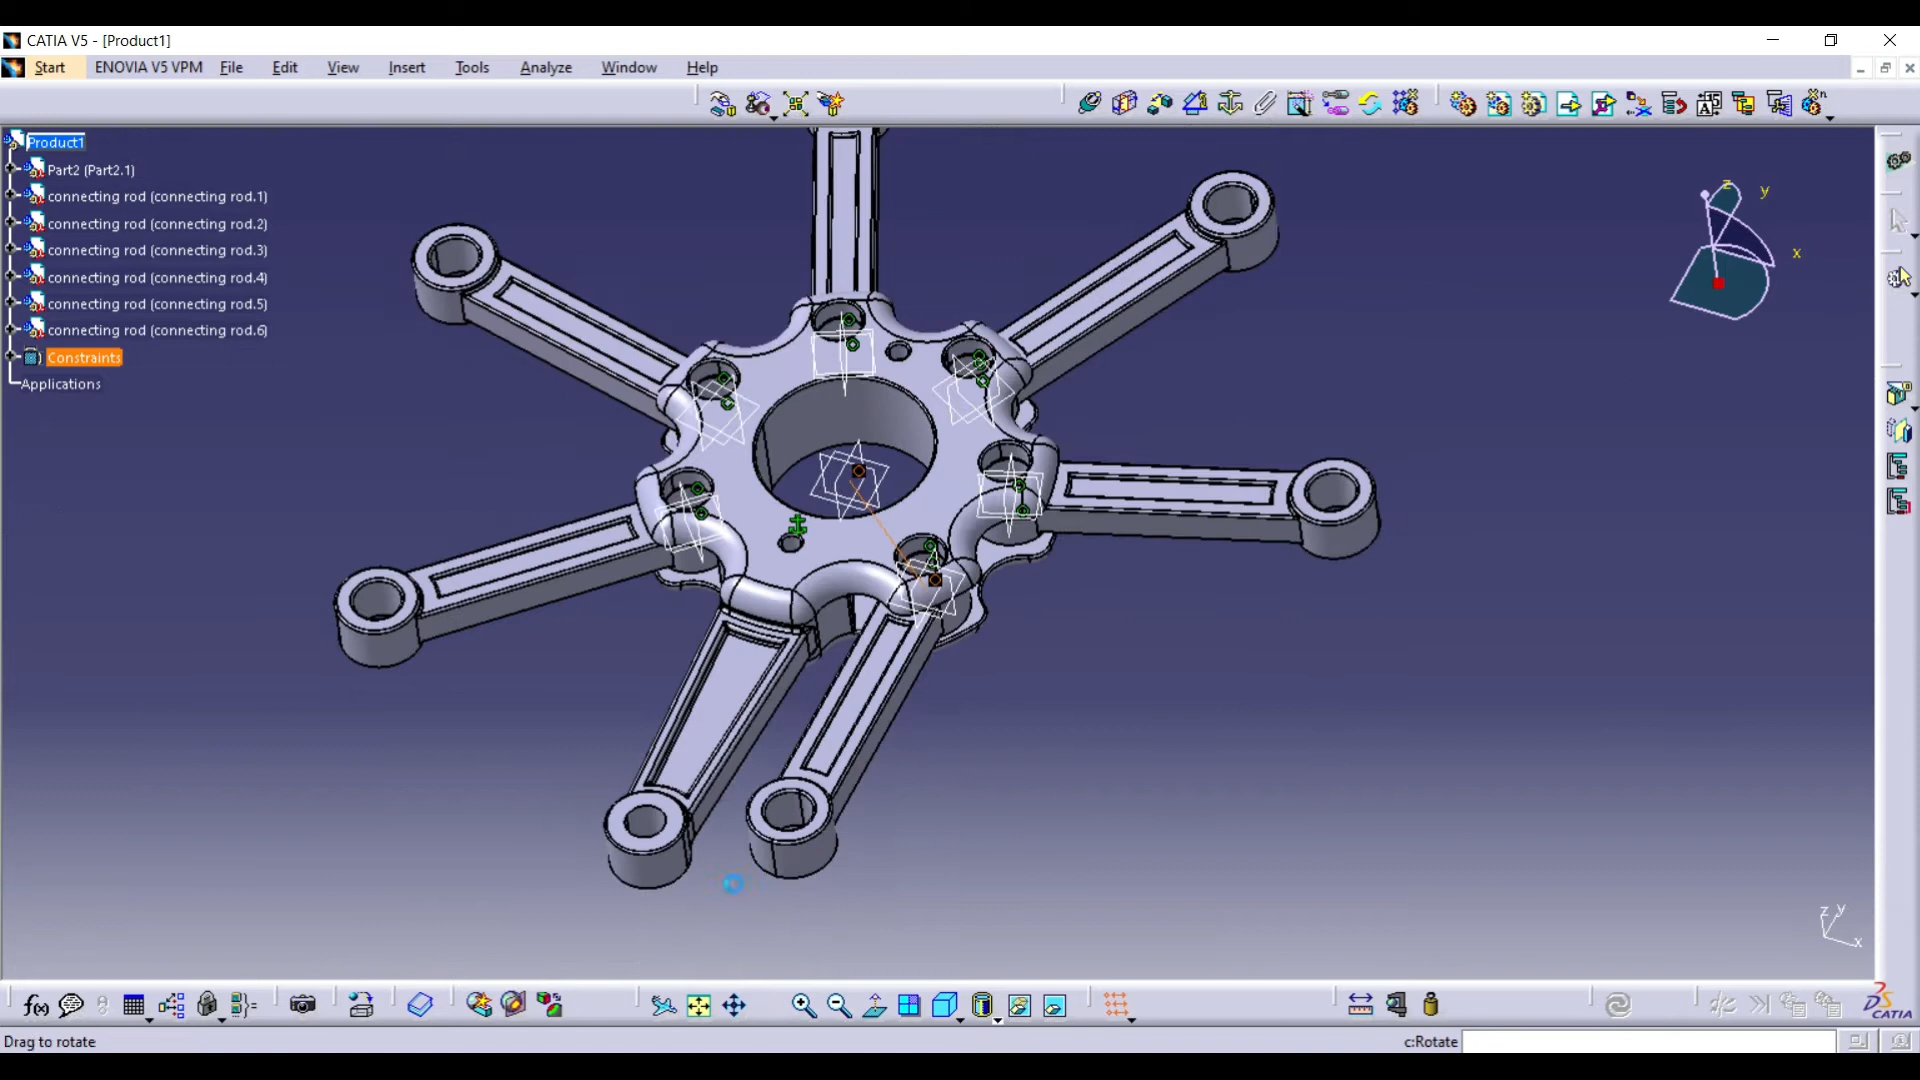 CATIA V5 - [Product1]
Start ENOVIA V5 VPM File Edit View Insert Tools Analyze Window Help
Product1
Part2 (Part2.1)
connecting rod (connecting rod.1)
connecting rod (connecting rod.2)
connecting rod (connecting rod.3)
connecting rod (connecting rod.4)
connecting rod (connecting rod.5)
connecting rod (connecting rod.6)
Constraints
Applications
z y
x
z y
x
f(x)
CATIA
Drag to rotate c:Rotate